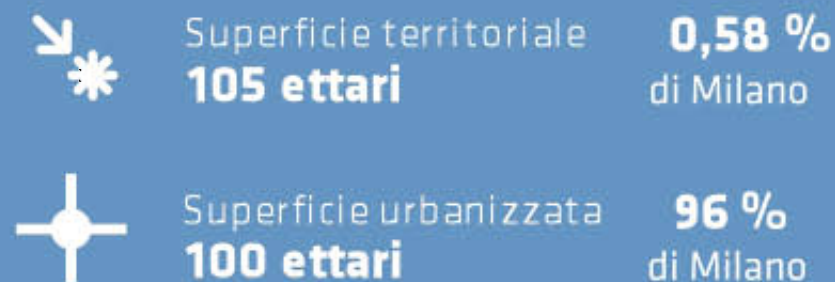 Superficie territoriale 0,58 %
105 ettari di Milano
Superficie urbanizzata 96 %
100 ettari di Milano